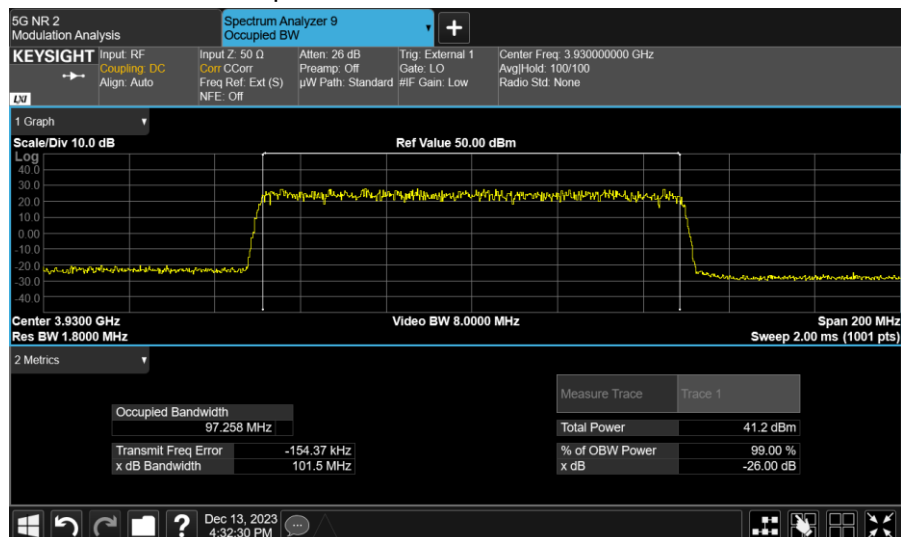 5G NR 2
Modulation Analysis
Spectrum Analyzer 9
Occupied BW
KEYSIGHT
LXI
Input: RF
Coupling: DC
Align: Auto
Input Z: 50 Ω
Corr CCorr
Freq Ref: Ext (S)
NFE: Off
Atten: 26 dB
Preamp: Off
µW Path: Standard
Trig: External 1
Gate: LO
#IF Gain: Low
Center Freq: 3.930000000 GHz
Avg|Hold: 100/100
Radio Std: None
1 Graph
Scale/Div 10.0 dB
Ref Value 50.00 dBm
Log
40.0
30.0
20.0
10.0
0.00
-10.0
-20.0
-30.0
-40.0
Center 3.9300 GHz
Video BW 8.0000 MHz
Span 200 MHz
Res BW 1.8000 MHz
Sweep 2.00 ms (1001 pts)
2 Metrics
Measure Trace
Trace 1
Occupied Bandwidth
97.258 MHz
Total Power 41.2 dBm
Transmit Freq Error -154.37 kHz
% of OBW Power 99.00 %
x dB Bandwidth 101.5 MHz
x dB -26.00 dB
Dec 13, 2023
4:32:30 PM